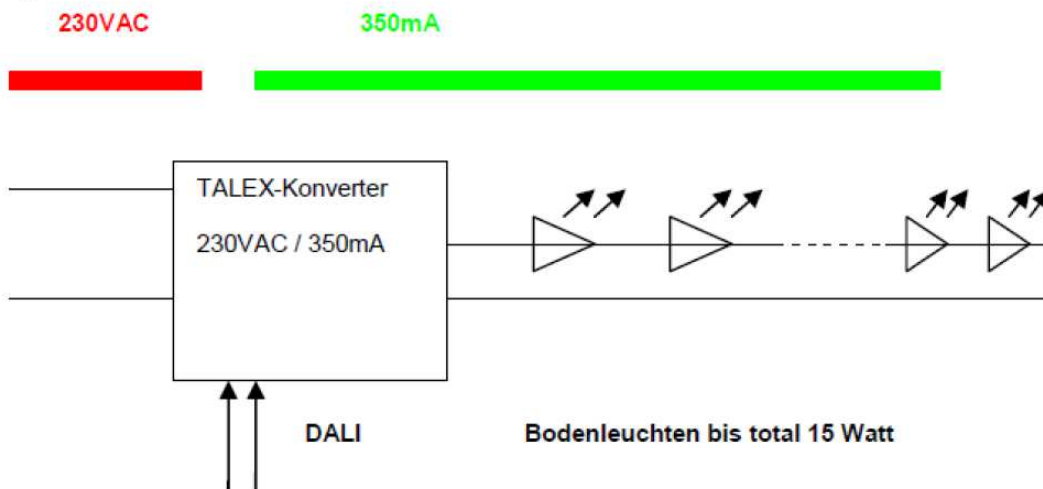 230VAC 350mA
TALEX-Konverter
230VAC / 350mA
DALI Bodenleuchten bis total 15 Watt